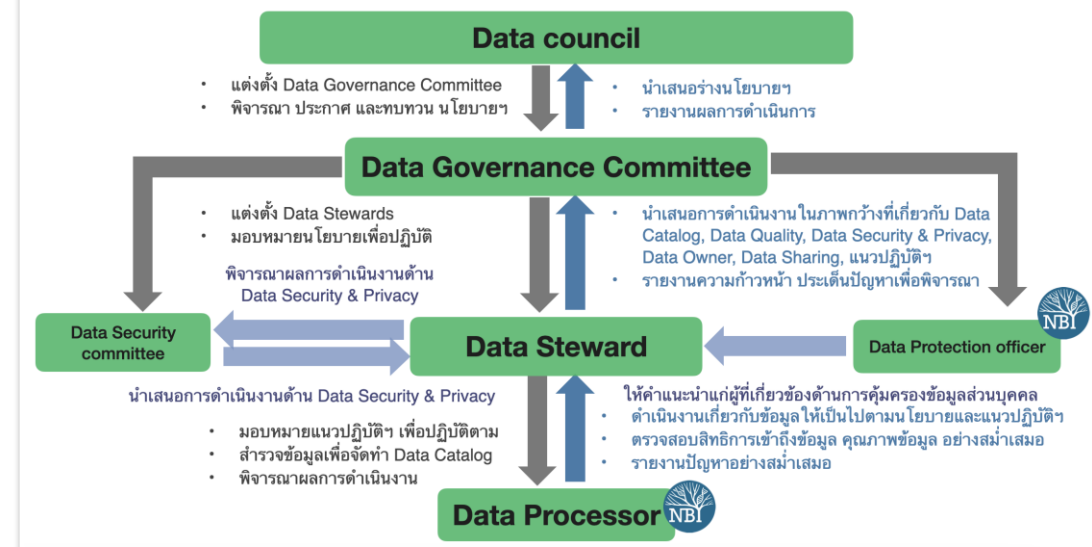 Data council
• แต่งตั้ง Data Governance Committee
• พิจารณา ประกาศ และทบทวน นโยบายฯ
• นำเสนอร่างนโยบายฯ
• รายงานผลการดำเนินการ
Data Governance Committee
• แต่งตั้ง Data Stewards
• มอบหมายนโยบายเพื่อปฏิบัติ
• นำเสนอการดำเนินงานในภาพกว้างที่เกี่ยวกับ Data
Catalog, Data Quality, Data Security & Privacy,
Data Owner, Data Sharing, แนวปฏิบัติฯ
• รายงานความก้าวหน้า ประเด็นปัญหาเพื่อพิจารณา
พิจารณาผลการดำเนินงานด้าน
Data Security & Privacy
Data Security
committee
Data Steward
Data Protection officer
NBI
นำเสนอการดำเนินงานด้าน Data Security & Privacy
ให้คำแนะนำแก่ผู้ที่เกี่ยวข้องด้านการคุ้มครองข้อมูลส่วนบุคคล
• มอบหมายแนวปฏิบัติฯ เพื่อปฏิบัติตาม
• สำรวจข้อมูลเพื่อจัดทำ Data Catalog
• พิจารณาผลการดำเนินงาน
• ดำเนินงานเกี่ยวกับข้อมูลให้เป็นไปตามนโยบายและแนวปฏิบัติฯ
• ตรวจสอบสิทธิการเข้าถึงข้อมูล คุณภาพข้อมูล อย่างสม่ำเสมอ
• รายงานปัญหาอย่างสม่ำเสมอ
Data Processor
NBI